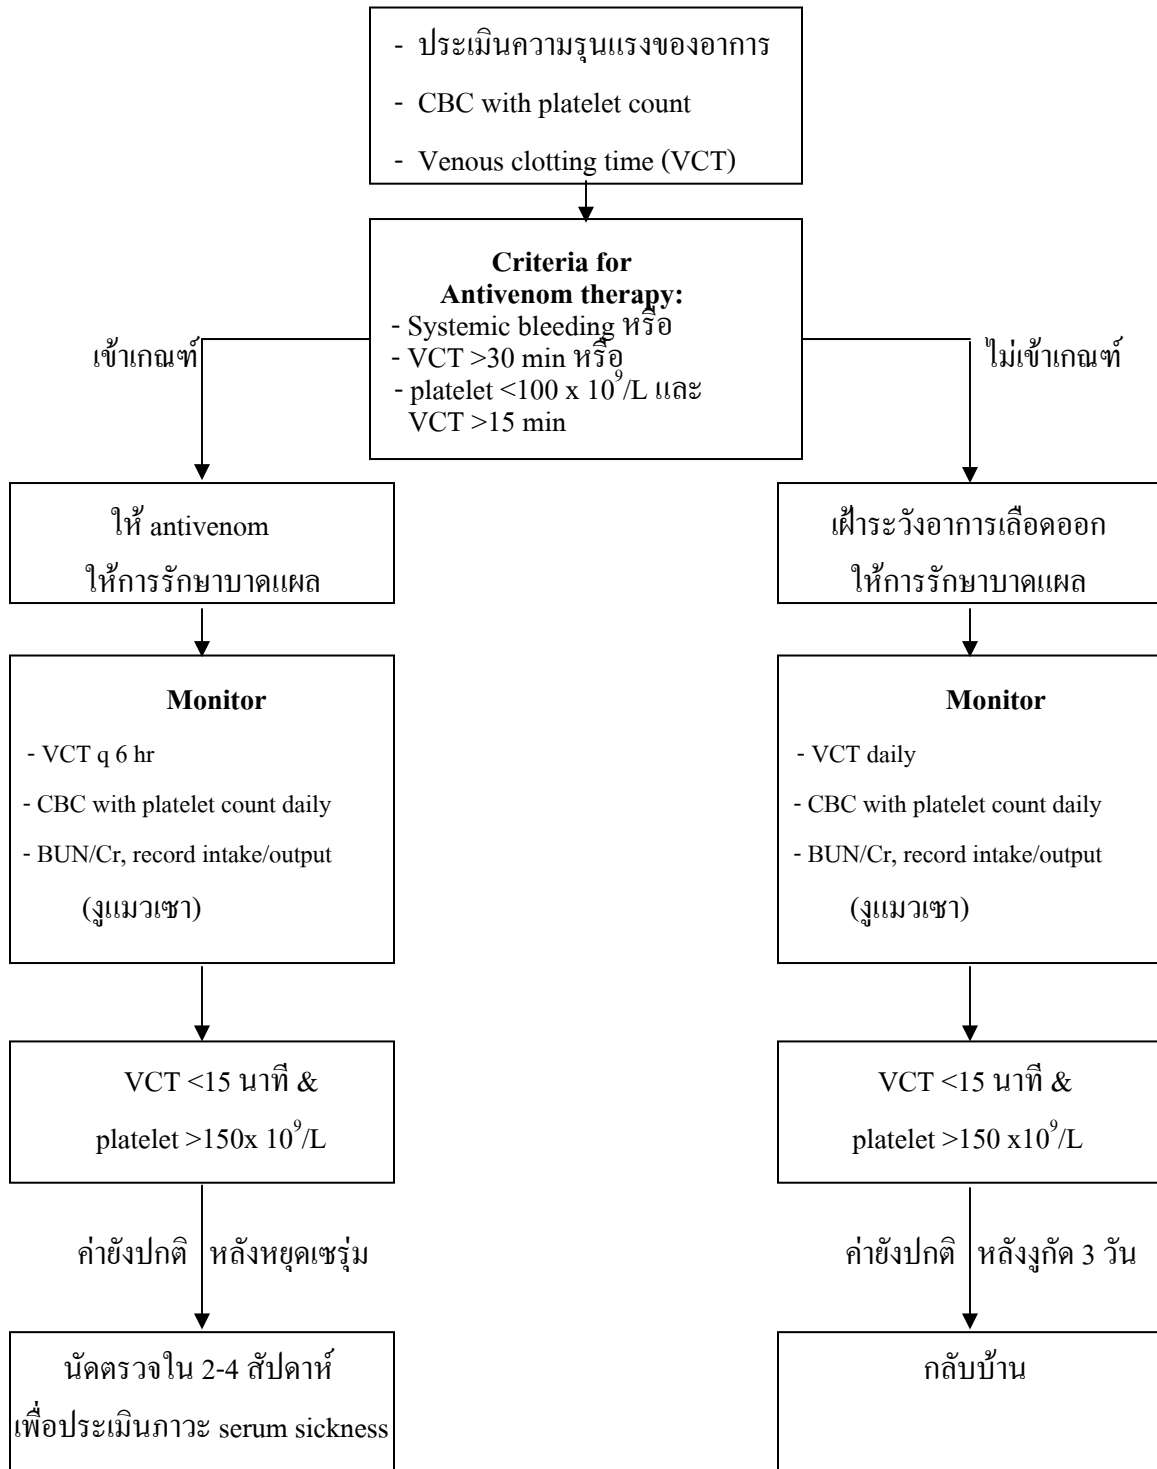 - ประเมินความรุนแรงของอาการ
- CBC with platelet count
- Venous clotting time (VCT)
Criteria for
Antivenom therapy:
- Systemic bleeding หรือ
- VCT >30 min หรือ
- platelet <100 x 10⁹/L และ
VCT >15 min
เข้าเกณฑ์
ไม่เข้าเกณฑ์
ให้ antivenom
ให้การรักษาบาดแผล
เฝ้าระวังอาการเลือดออก
ให้การรักษาบาดแผล
Monitor
- VCT q 6 hr
- CBC with platelet count daily
- BUN/Cr, record intake/output
(งูแมวเซา)
Monitor
- VCT daily
- CBC with platelet count daily
- BUN/Cr, record intake/output
(งูแมวเซา)
VCT <15 นาที &
platelet >150x 10⁹/L
VCT <15 นาที &
platelet >150 x10⁹/L
ค่ายังปกติ หลังหยุดเซรุ่ม
ค่ายังปกติ หลังงูกัด 3 วัน
นัดตรวจใน 2-4 สัปดาห์
เพื่อประเมินภาวะ serum sickness
กลับบ้าน